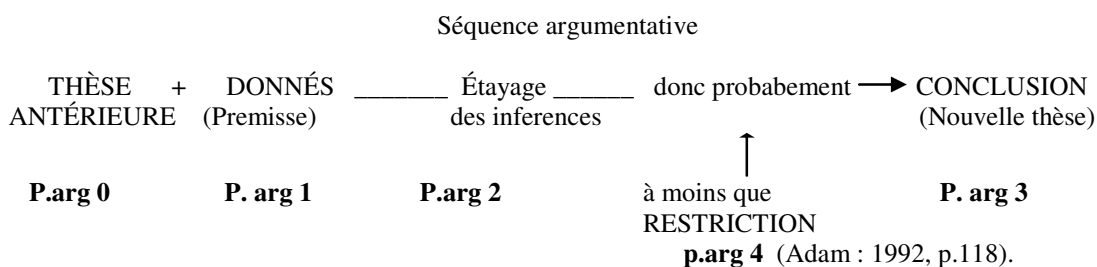 Séquence argumentative
THÈSE + DONNÉS _______ Étayage ______ donc probabement → CONCLUSION
ANTÉRIEURE (Premisse) des inferences (Nouvelle thèse)
P.arg 0 P. arg 1 P.arg 2 à moins que P. arg 3
RESTRICTION
p.arg 4 (Adam : 1992, p.118).